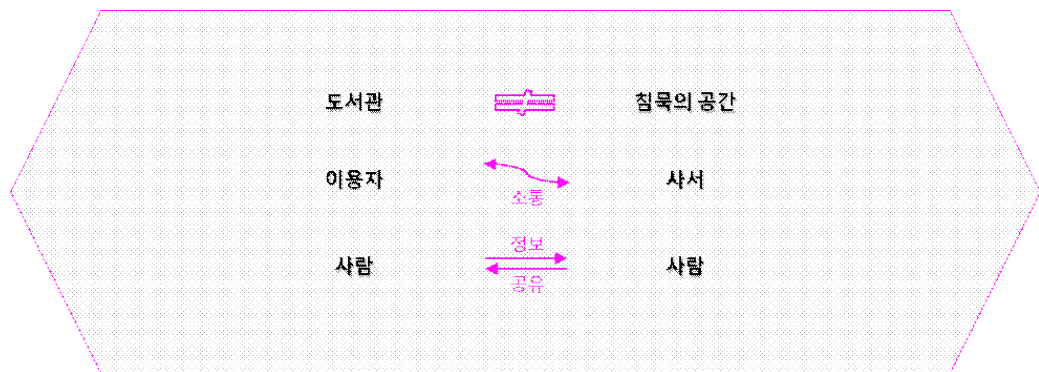 도서관 침묵의 공간
이용자 사서
소통
정보
사람 사람
공유